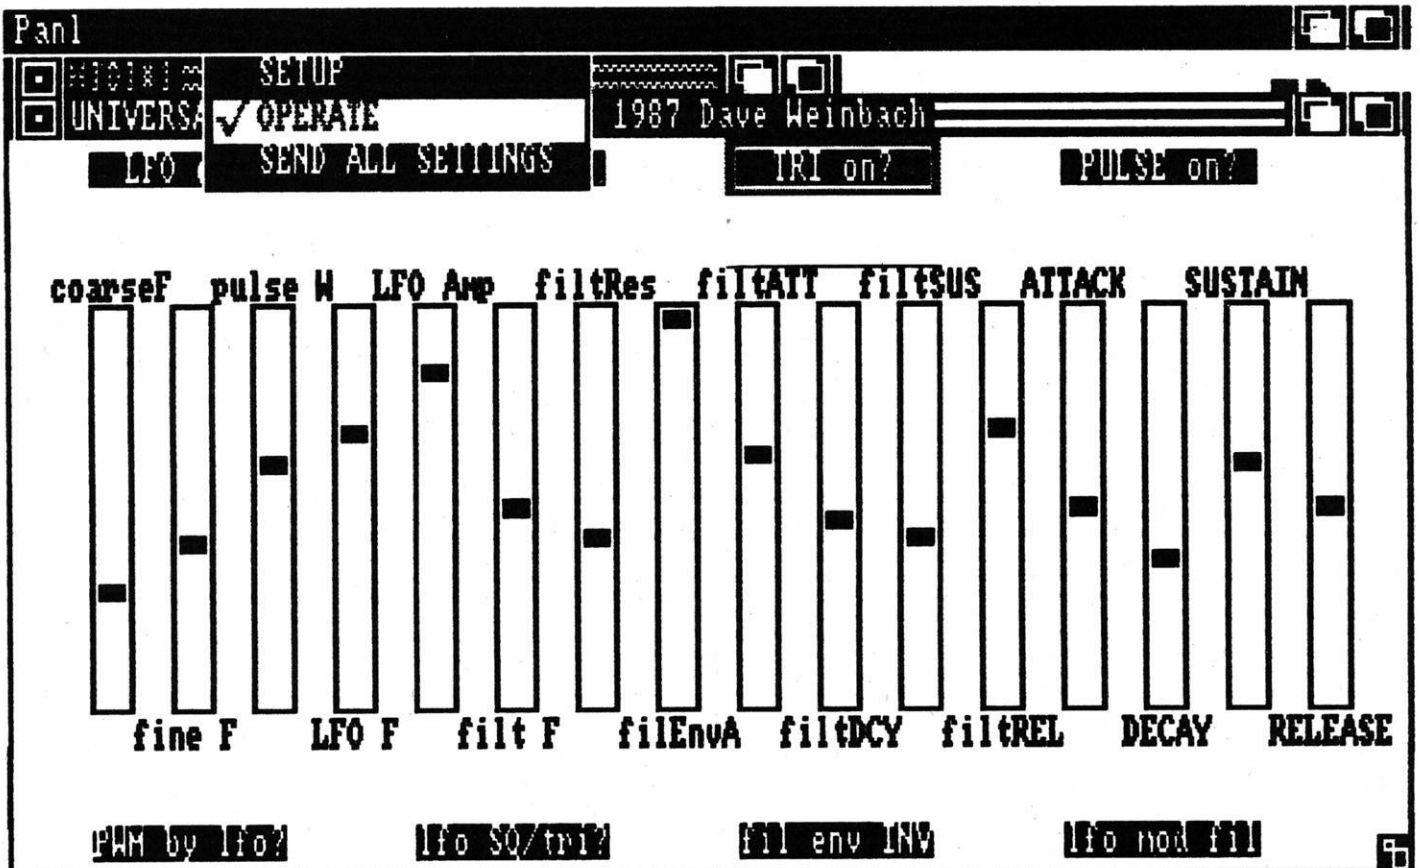 Pan1
SETUP
UNIVERSA ✓ OPERATE 1987 Dave Weinbach
LFO SEND ALL SETTINGS TRI on? PULSE on?
coarseF pulse W LFO Amp filtRes filtATT filtSUS ATTACK SUSTAIN
fine F LFO F filt F filEnvA filtDCY filtREL DECAY RELEASE
PWM by lfo? lfo SQ/tri? fil env INV lfo mod fil